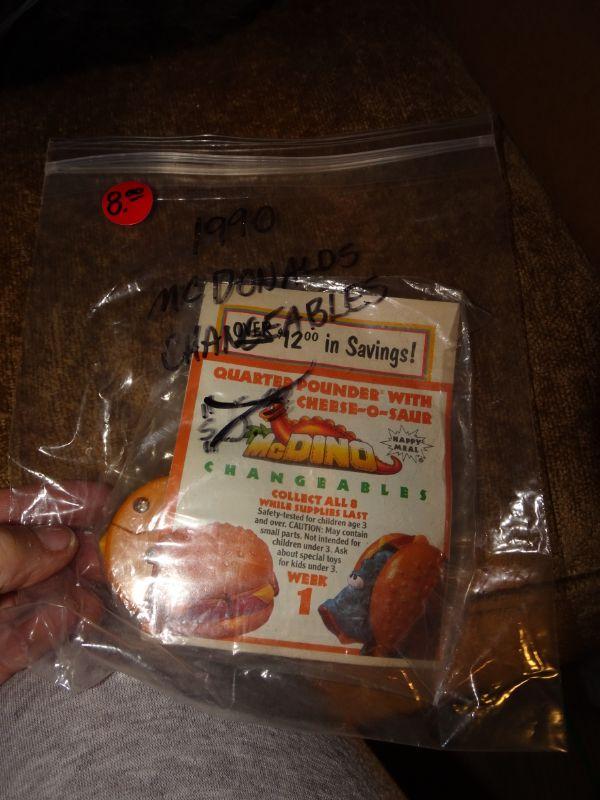 8.00
1990
McDONALDS
CHANGEABLES
OVER $12.00 in Savings!
QUARTER POUNDER® WITH
CHEESE-O-SAUR
McDINO
HAPPY
MEAL
CHANGEABLES
COLLECT ALL 8
WHILE SUPPLIES LAST
Safety-tested for children age 3
and over. CAUTION: May contain
small parts. Not intended for
children under 3. Ask
about special toys
for kids under 3.
WEEK
1